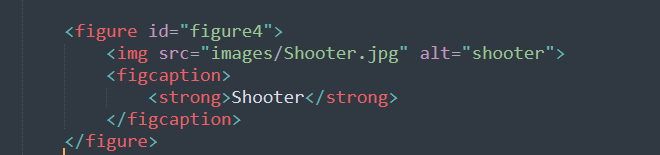 <figure id="figure4">
<img src="images/Shooter.jpg" alt="shooter">
<figcaption>
<strong>Shooter</strong>
</figcaption>
</figure>